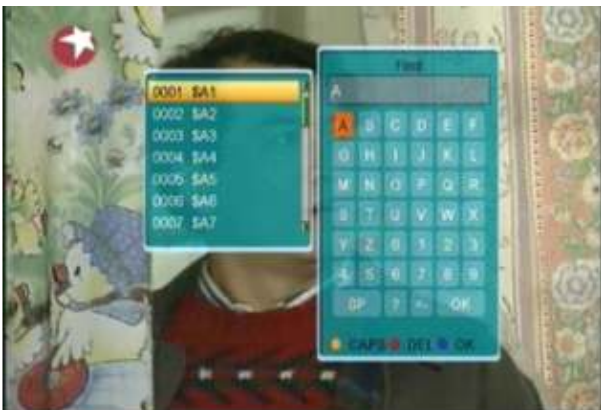 0001 $A1
0002 $A2
0003 $A3
0004 $A4
0005 $A5
0006 $A6
0007 $A7
Find
A
A B C D E F
G H I J K L
M N O P Q R
S T U V W X
Y Z 0 1 2 3
4 5 6 7 8 9
SP ? <- OK
CAPS DEL OK